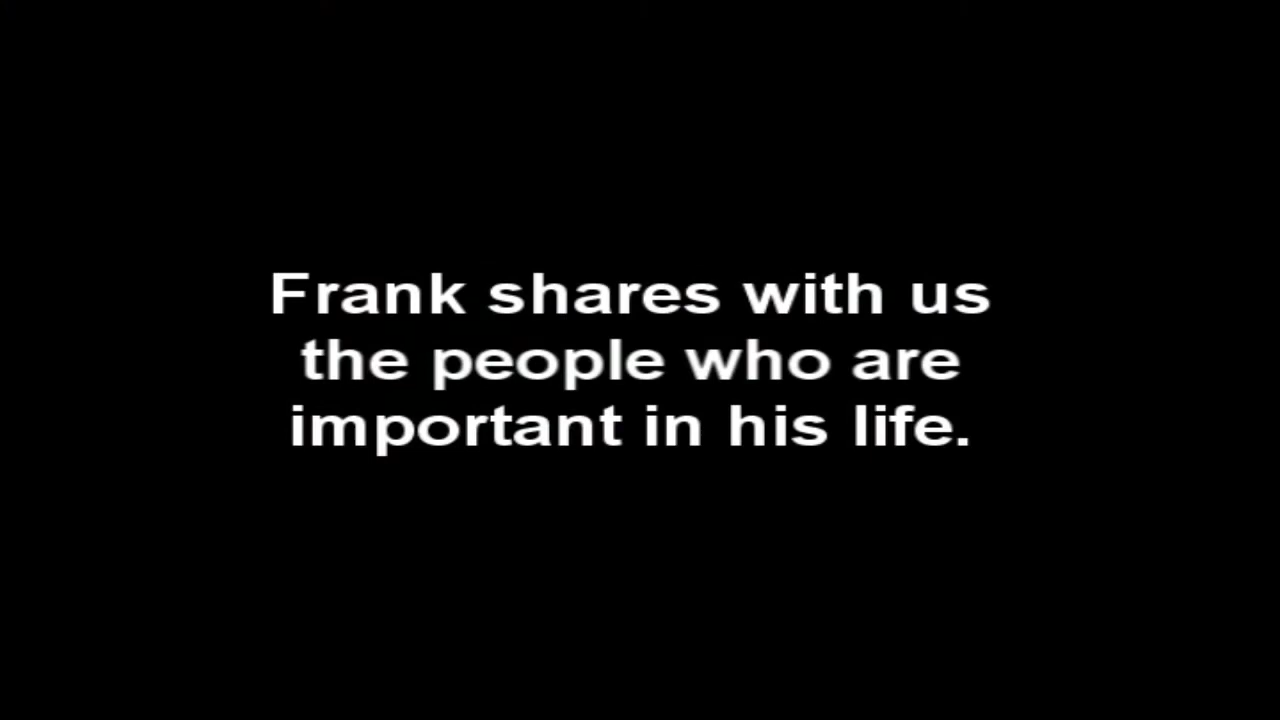 Frank shares with us
the people who are
important in his life.